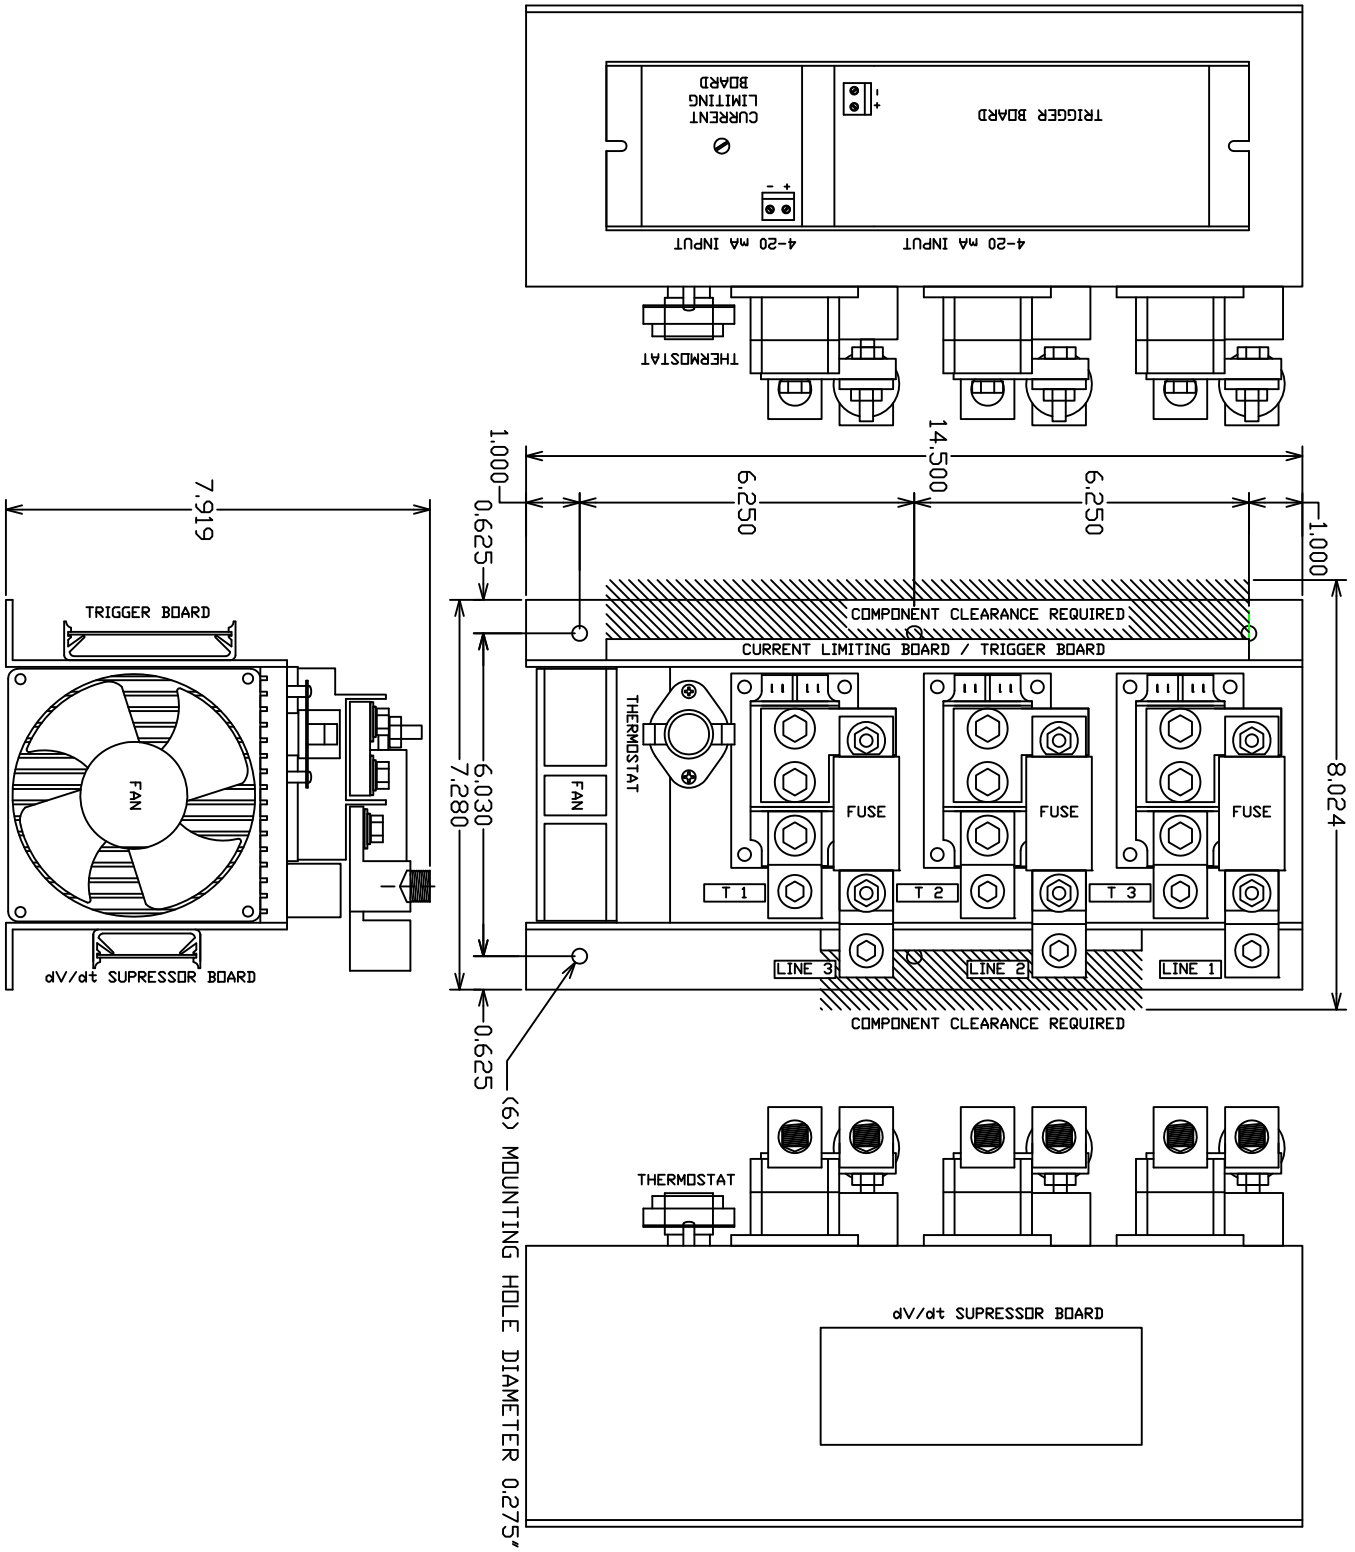 CURRENT
LIMITING
BOARD
- +
4-20 mA INPUT
-
+
TRIGGER BOARD
4-20 mA INPUT
THERMOSTAT
14.500
1.000
6.250
6.250
1.000
7.919
0.625
6.030
7.280
0.625
8.024
TRIGGER BOARD
FAN
dV/dt SUPRESSOR BOARD
COMPONENT CLEARANCE REQUIRED
CURRENT LIMITING BOARD / TRIGGER BOARD
THERMOSTAT
FAN
FUSE
FUSE
FUSE
T 1
T 2
T 3
LINE 3
LINE 2
LINE 1
COMPONENT CLEARANCE REQUIRED
(6) MOUNTING HOLE DIAMETER 0.275"
THERMOSTAT
dV/dt SUPRESSOR BOARD